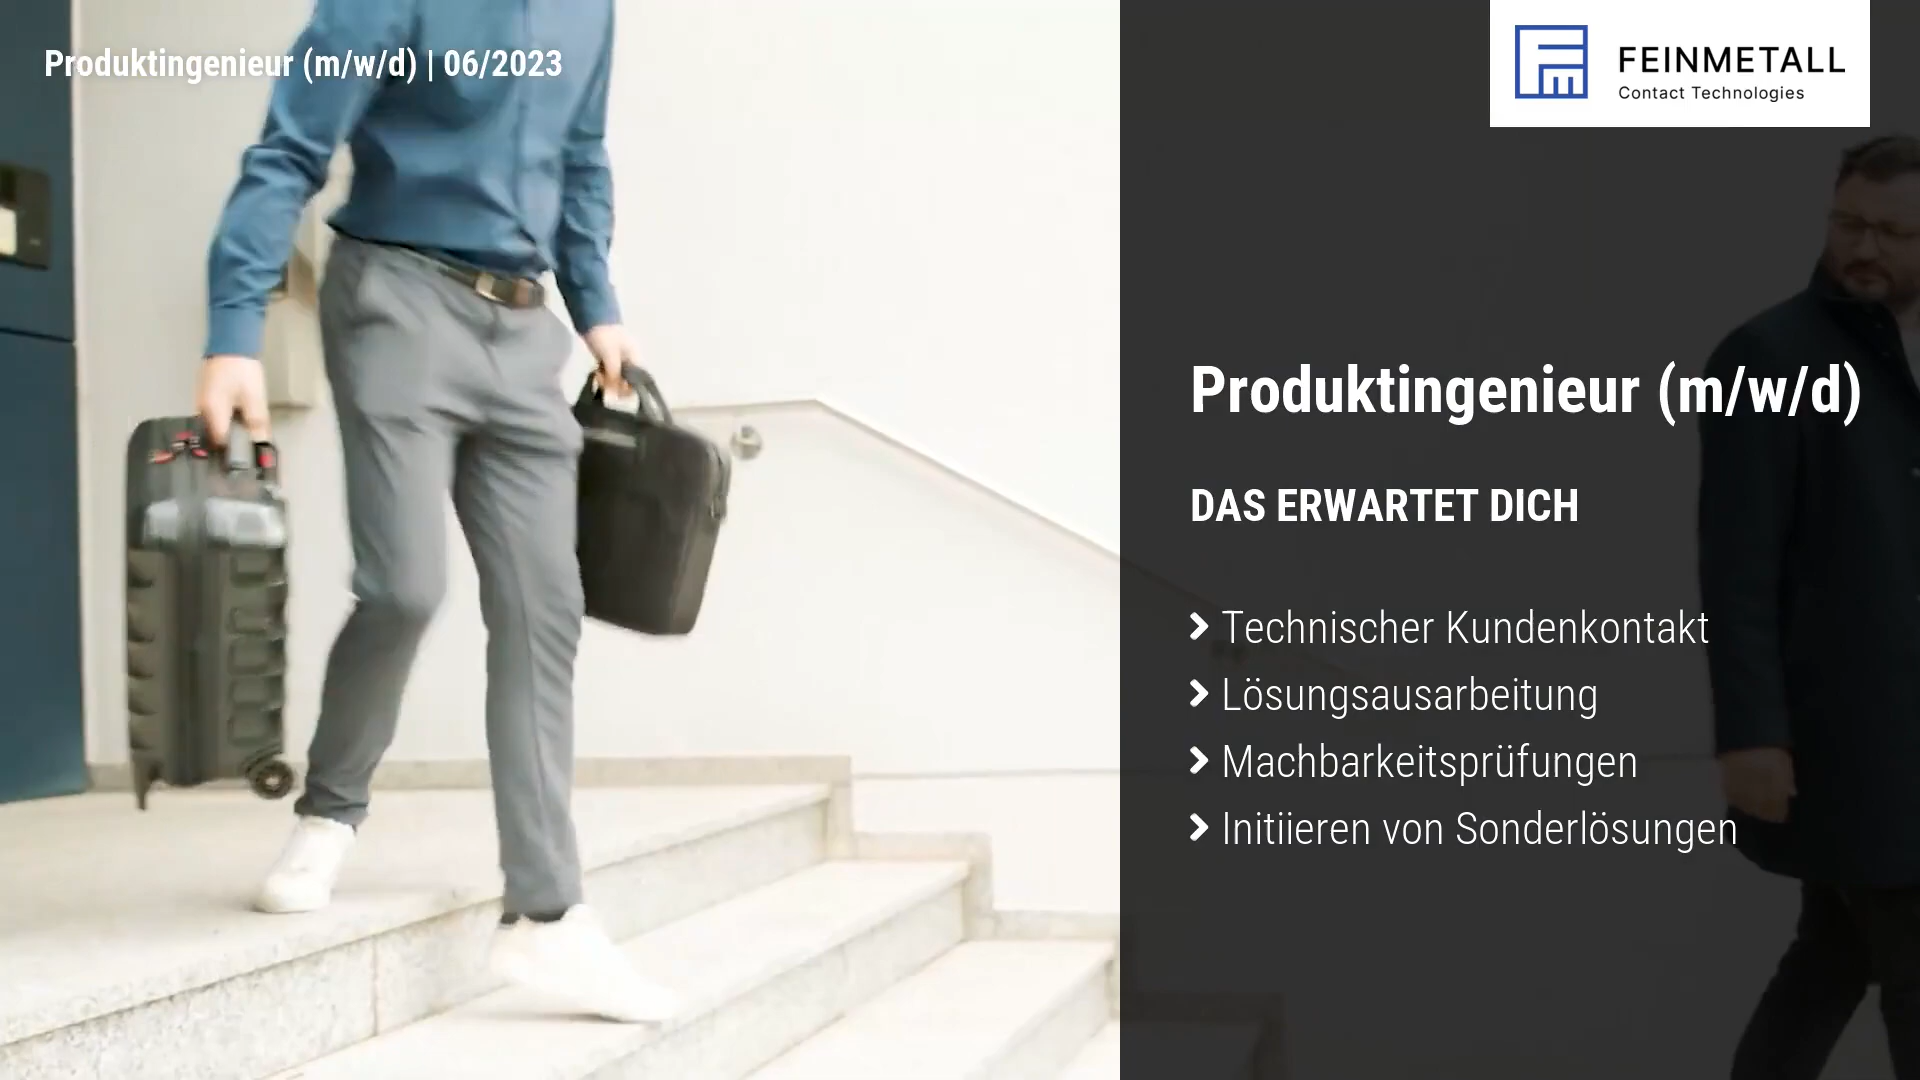 Produktingenieur (m/w/d) | 06/2023
FEINMETALL
Contact Technologies
Produktingenieur (m/w/d)
DAS ERWARTET DICH
Technischer Kundenkontakt
Lösungsausarbeitung
Machbarkeitsprüfungen
Initiieren von Sonderlösungen